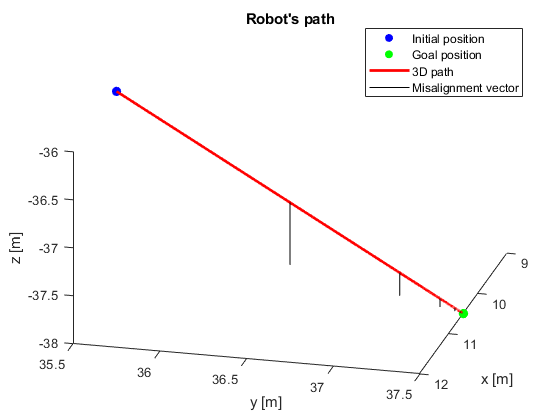 Robot's path
Initial position
Goal position
3D path
Misalignment vector
-36
-36.5
-37
-37.5
-38
z [m]
35.5
36
36.5
37
37.5
y [m]
9
10
11
12
x [m]